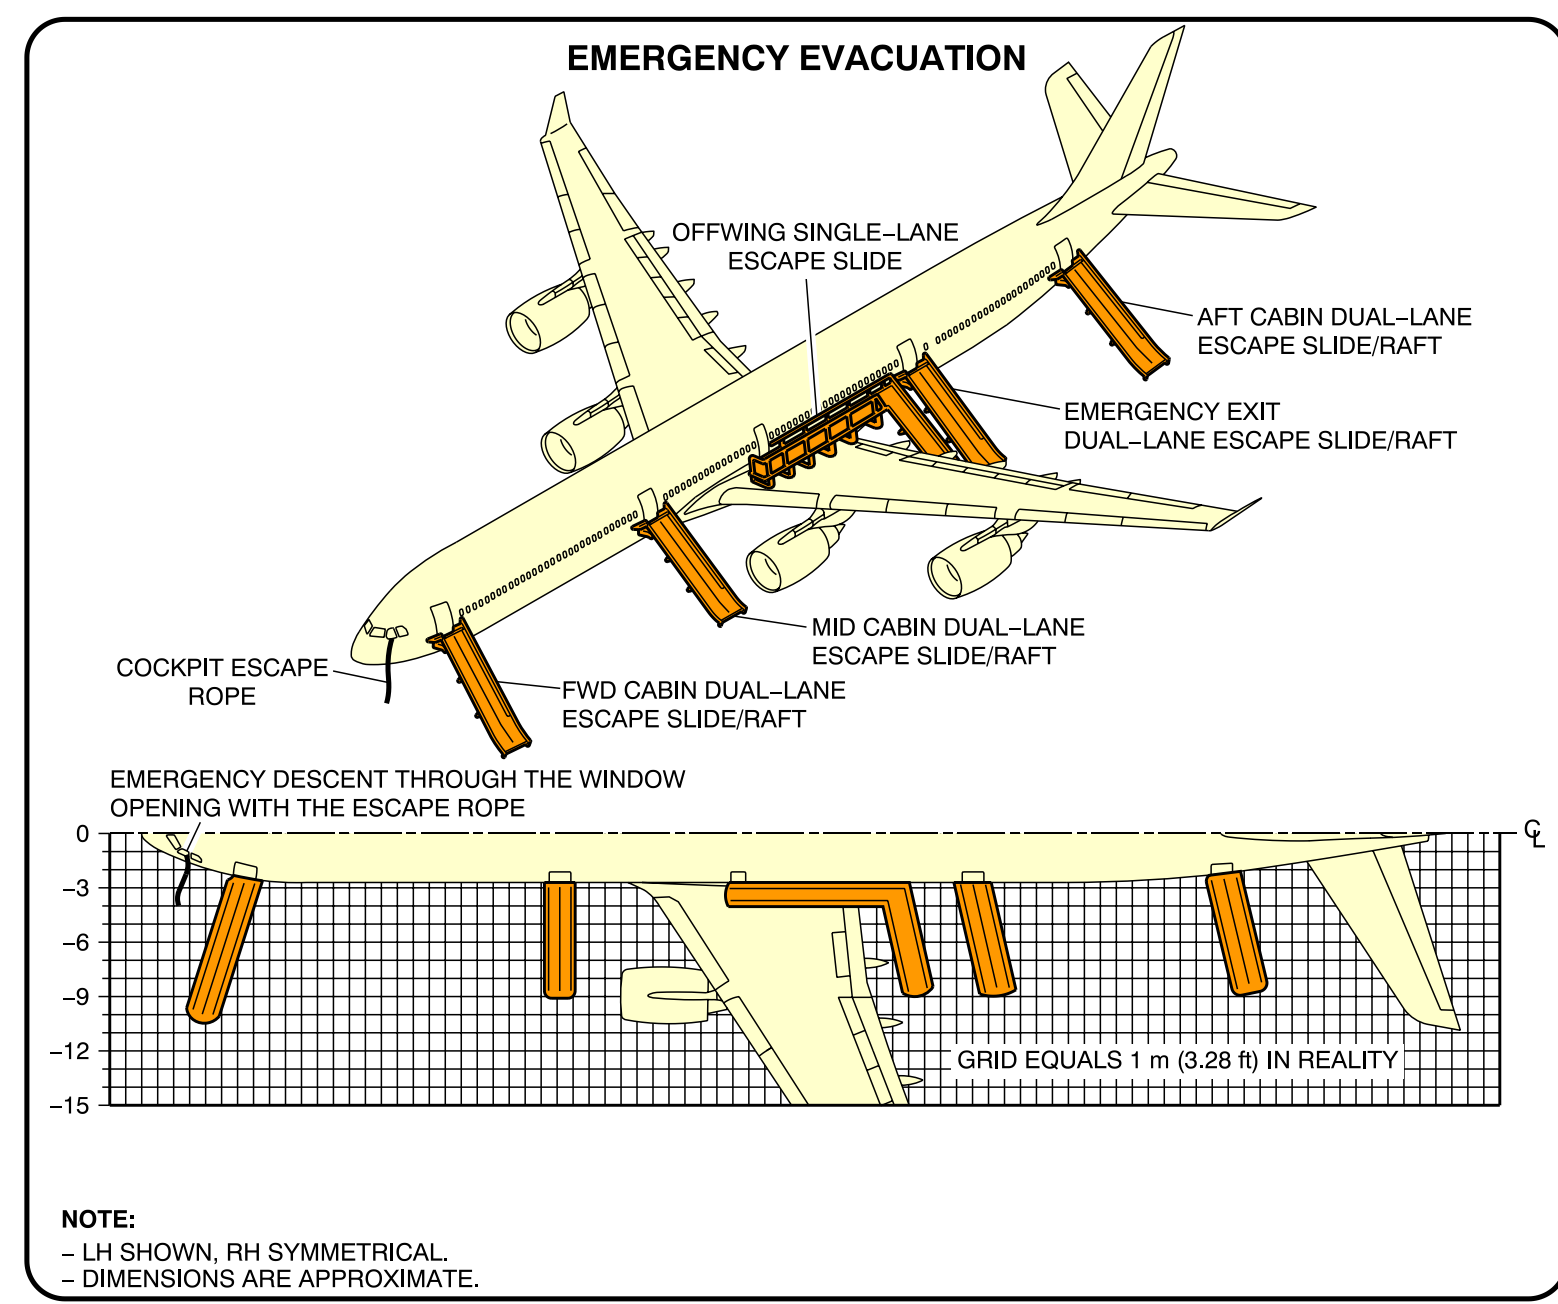 EMERGENCY EVACUATION
OFFWING SINGLE–LANE
ESCAPE SLIDE
AFT CABIN DUAL–LANE
ESCAPE SLIDE/RAFT
EMERGENCY EXIT
DUAL–LANE ESCAPE SLIDE/RAFT
MID CABIN DUAL–LANE
ESCAPE SLIDE/RAFT
COCKPIT ESCAPE
ROPE
FWD CABIN DUAL–LANE
ESCAPE SLIDE/RAFT
EMERGENCY DESCENT THROUGH THE WINDOW
OPENING WITH THE ESCAPE ROPE
0
℄
–3
–6
–9
–12
–15
GRID EQUALS 1 m (3.28 ft) IN REALITY
NOTE:
– LH SHOWN, RH SYMMETRICAL.
– DIMENSIONS ARE APPROXIMATE.